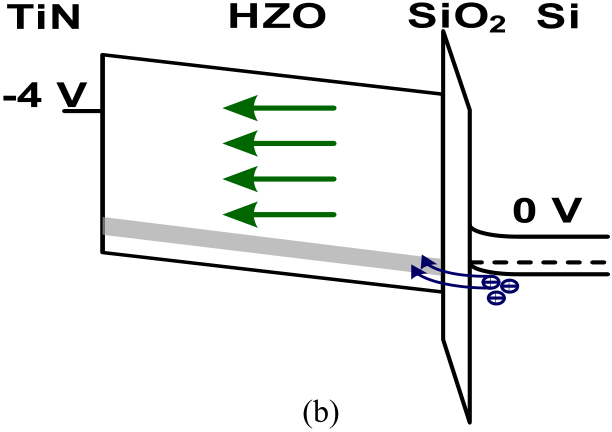 TiN HZO SiO₂ Si
-4 V
0 V
(b)